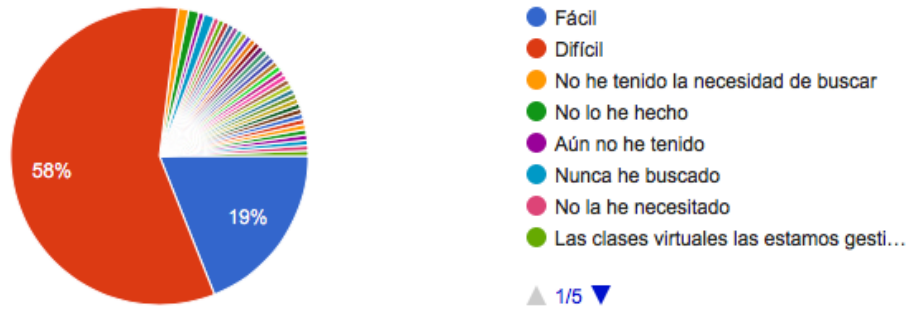 58%
19%
Fácil
Difícil
No he tenido la necesidad de buscar
No lo he hecho
Aún no he tenido
Nunca he buscado
No la he necesitado
Las clases virtuales las estamos gesti…
1/5